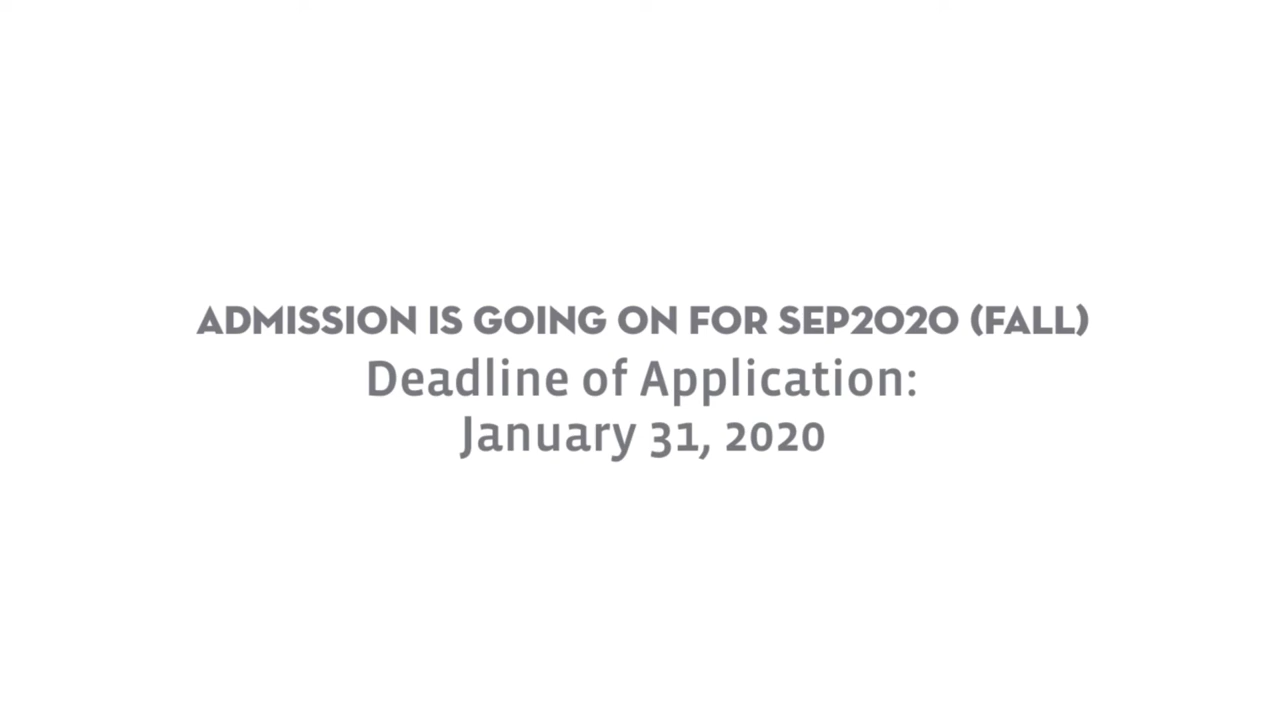 ADMISSION IS GOING ON FOR SEP2020 (FALL)
Deadline of Application:
January 31, 2020